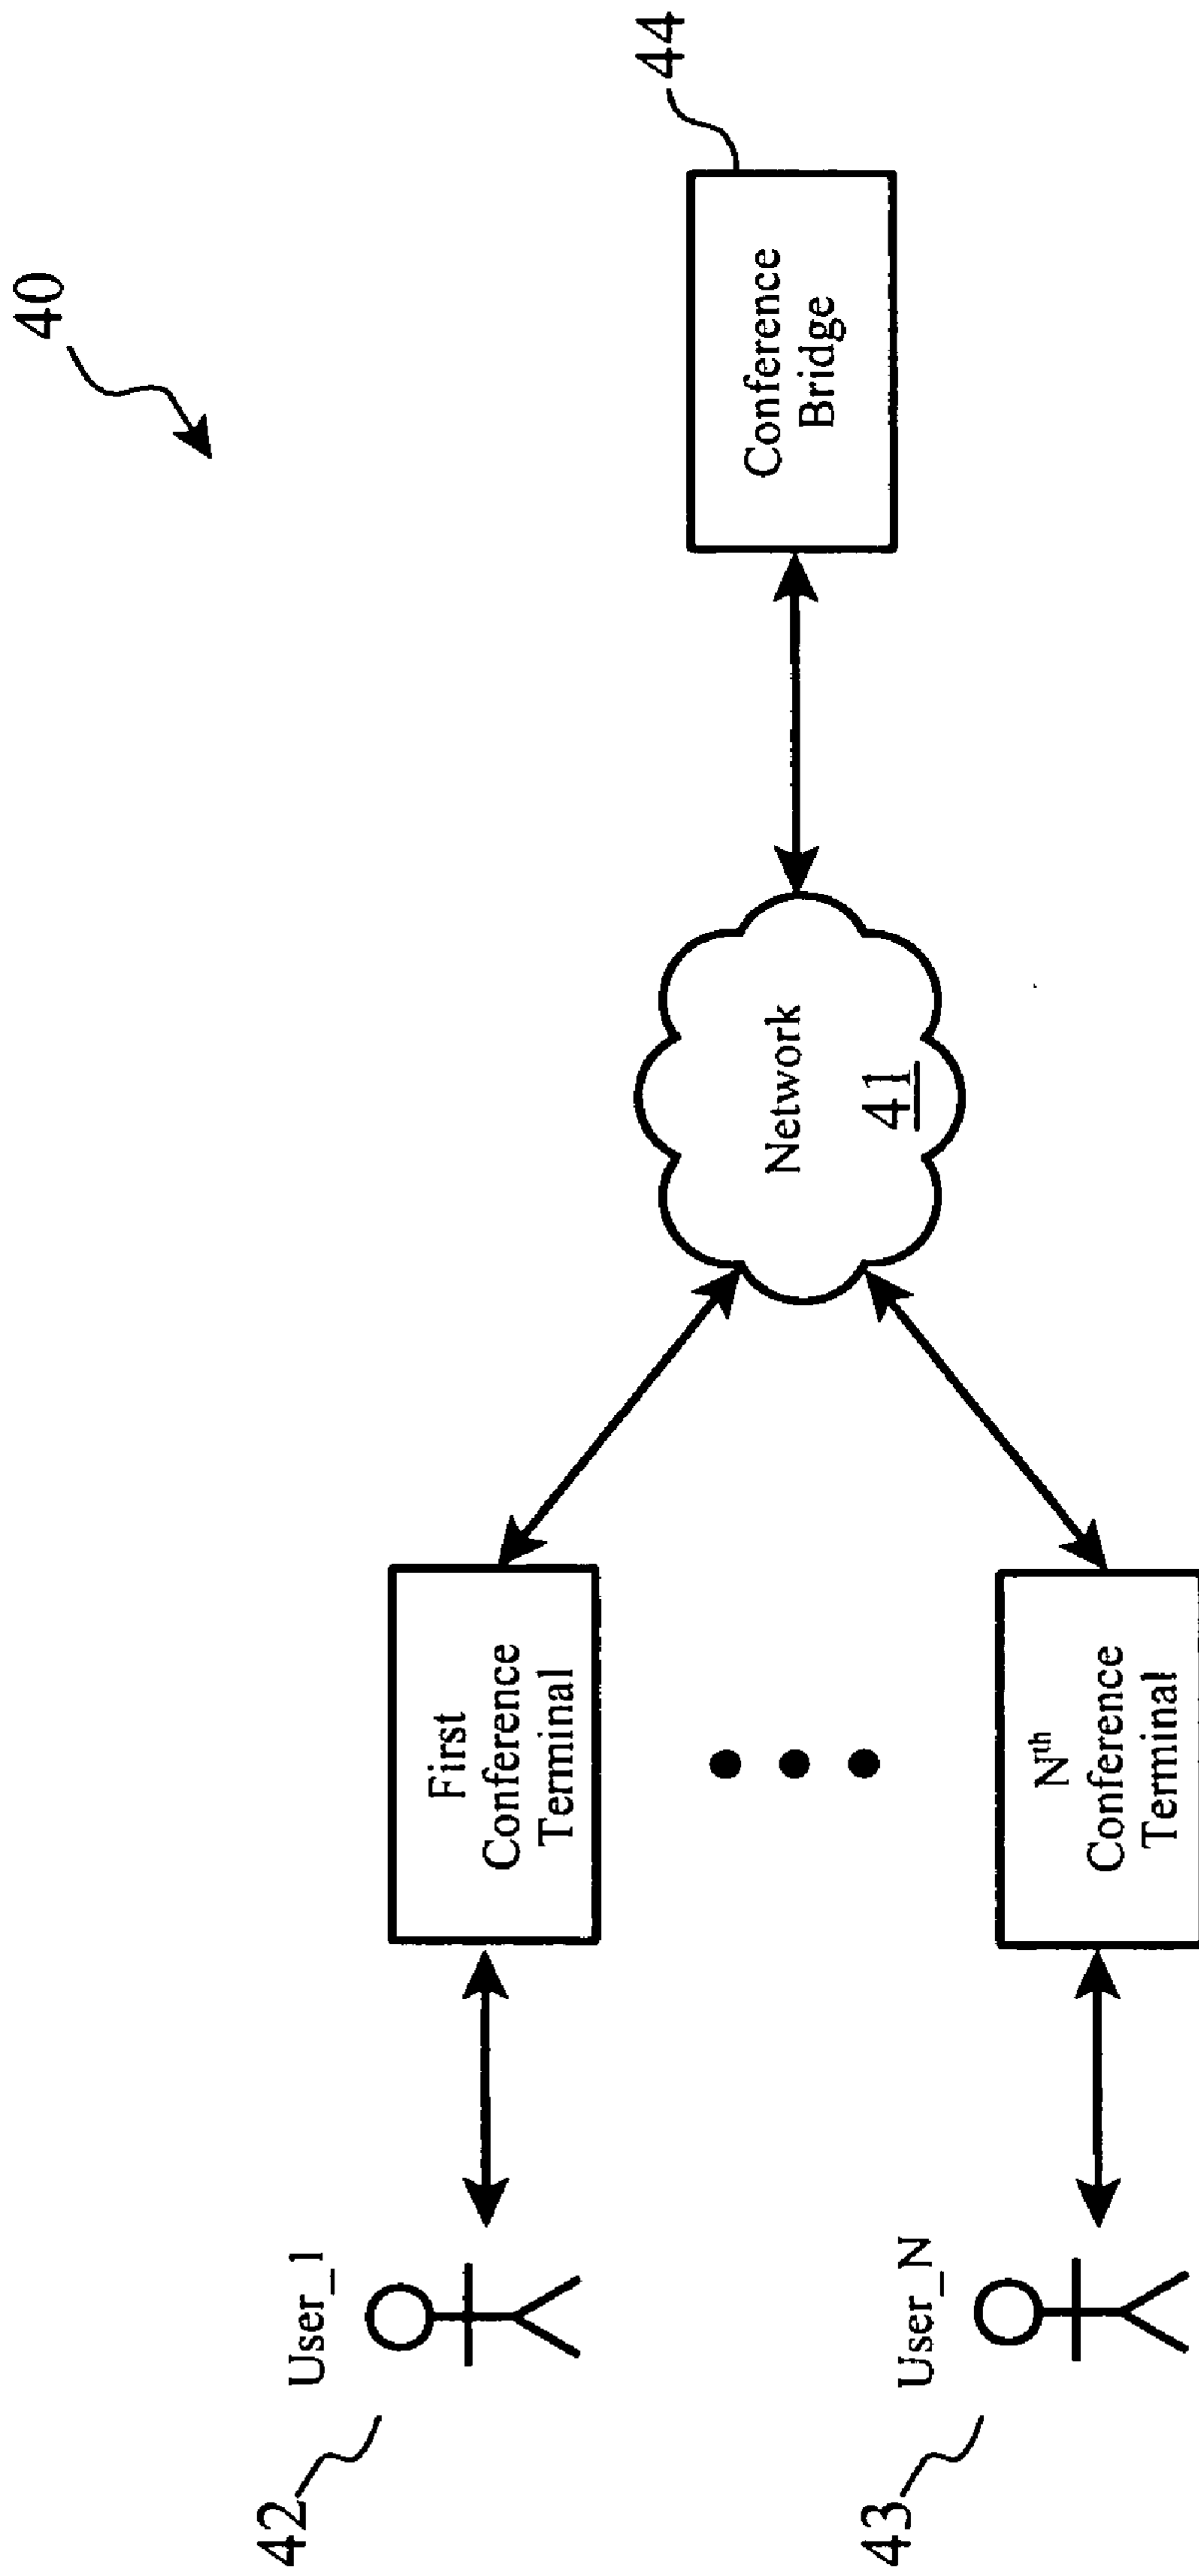 40
42
User_1
First
Conference
Terminal
Network
41
Conference
Bridge
44
43
User_N
Nth
Conference
Terminal